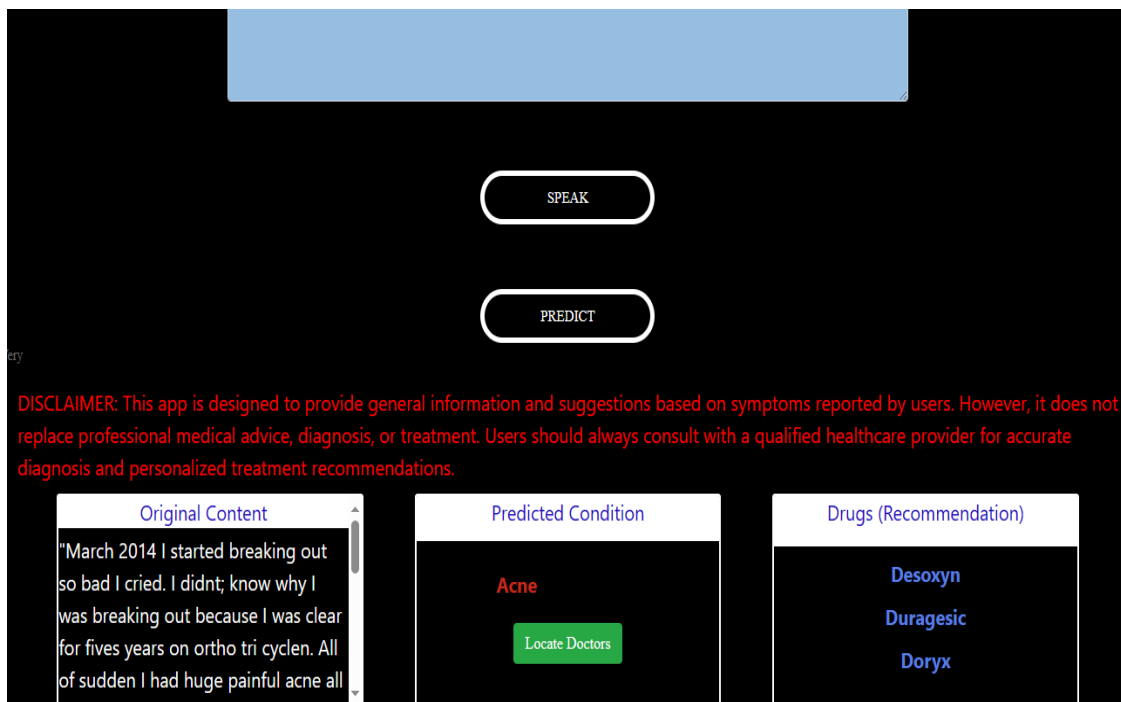 SPEAK
PREDICT
DISCLAIMER: This app is designed to provide general information and suggestions based on symptoms reported by users. However, it does not
replace professional medical advice, diagnosis, or treatment. Users should always consult with a qualified healthcare provider for accurate
diagnosis and personalized treatment recommendations.
Original Content
"March 2014 I started breaking out
so bad I cried. I didnt; know why I
was breaking out because I was clear
for fives years on ortho tri cyclen. All
of sudden I had huge painful acne all
Predicted Condition
Acne
Locate Doctors
Drugs (Recommendation)
Desoxyn
Duragesic
Doryx